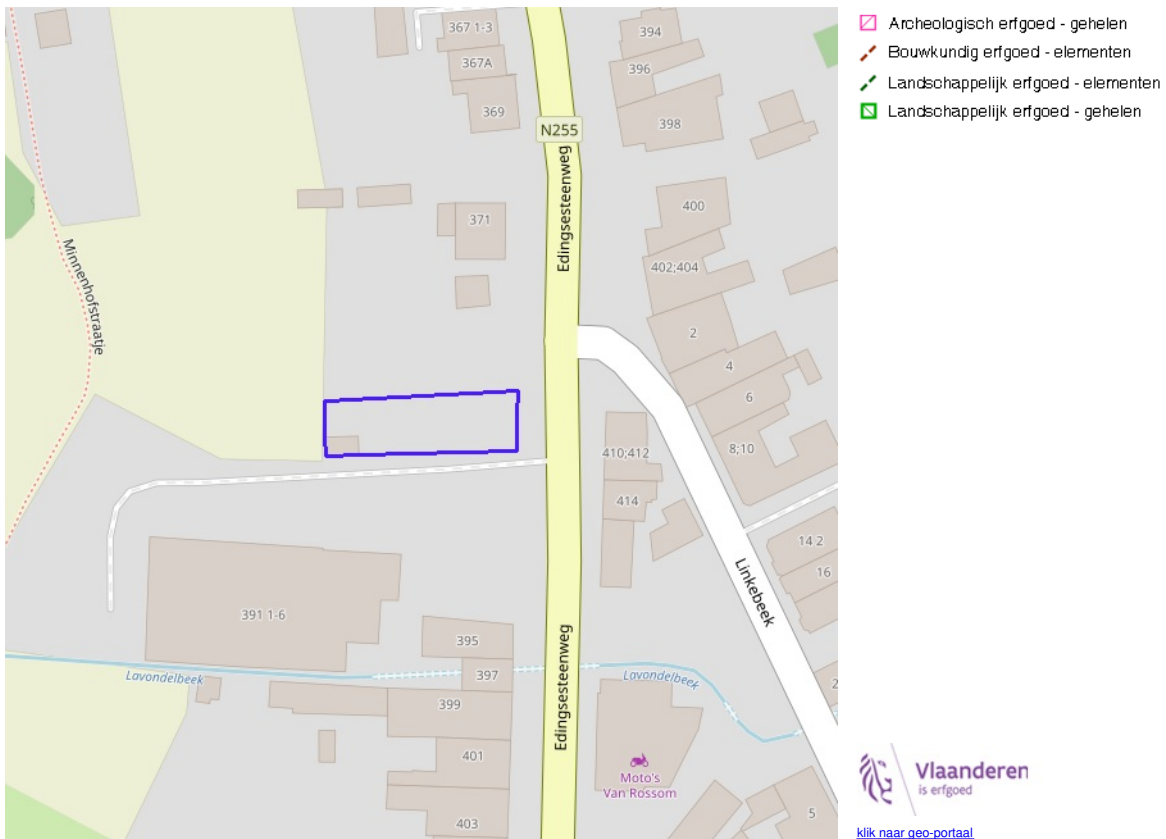 367 1-3
394
Archeologisch erfgoed - gehelen
367A
396
Bouwkundig erfgoed - elementen
Landschappelijk erfgoed - elementen
369
398
Landschappelijk erfgoed - gehelen
N255
400
371
Edingsesteenweg
Minnenhofstraatje
402;404
2
4
6
410;412
8;10
414
14 2
16
Linkebeek
391 1-6
395
397
Lavondelbeek
Lavondelbeek
2
399
Edingsesteenweg
401
Moto's
Van Rossom
403
5
Vlaanderen
is erfgoed
klik naar geo-portaal